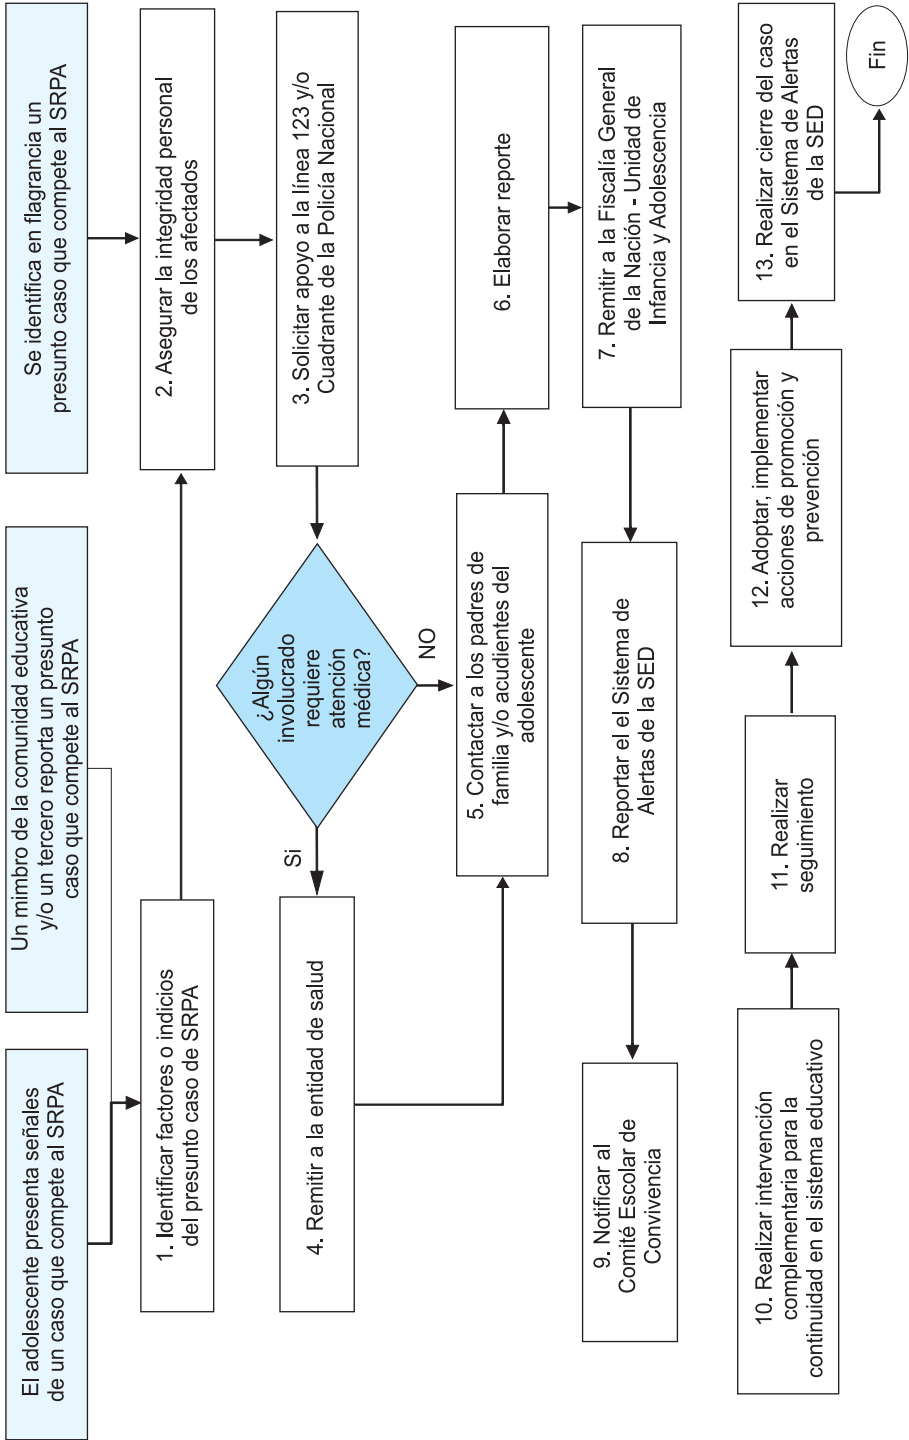 El adolescente presenta señales
de un caso que compete al SRPA
Un mimbro de la comunidad educativa
y/o un tercero reporta un presunto
caso que compete al SRPA
Se identifica en flagrancia un
presunto caso que compete al SRPA
1. Identificar factores o indicios
del presunto caso de SRPA
2. Asegurar la integridad personal
de los afectados
3. Solicitar apoyo a la línea 123 y/o
Cuadrante de la Policía Nacional
¿Algún
involucrado
requiere
atención
médica?
Si
NO
4. Remitir a la entidad de salud
5. Contactar a los padres de
familia y/o acudientes del
adolescente
6. Elaborar reporte
7. Remitir a la Fiscalía General
de la Nación - Unidad de
Infancia y Adolescencia
8. Reportar el el Sistema de
Alertas de la SED
9. Notificar al
Comité Escolar de
Convivencia
10. Realizar intervención
complementaria para la
continuidad en el sistema educativo
11. Realizar
seguimiento
12. Adoptar, implementar
acciones de promoción y
prevención
13. Realizar cierre del caso
en el Sistema de Alertas
de la SED
Fin